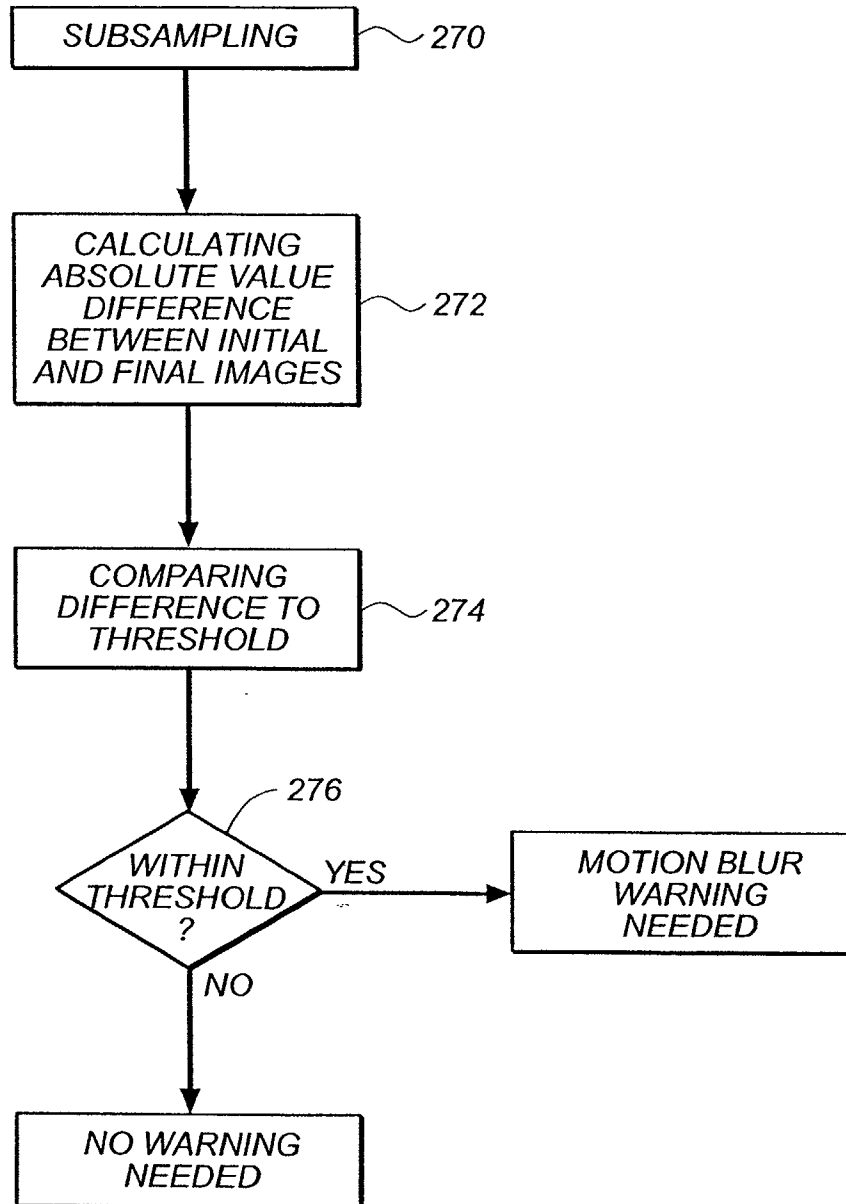 SUBSAMPLING
270
CALCULATING
ABSOLUTE VALUE
DIFFERENCE
BETWEEN INITIAL
AND FINAL IMAGES
272
COMPARING
DIFFERENCE TO
THRESHOLD
274
276
WITHIN
THRESHOLD
?
YES
MOTION BLUR
WARNING
NEEDED
NO
NO WARNING
NEEDED